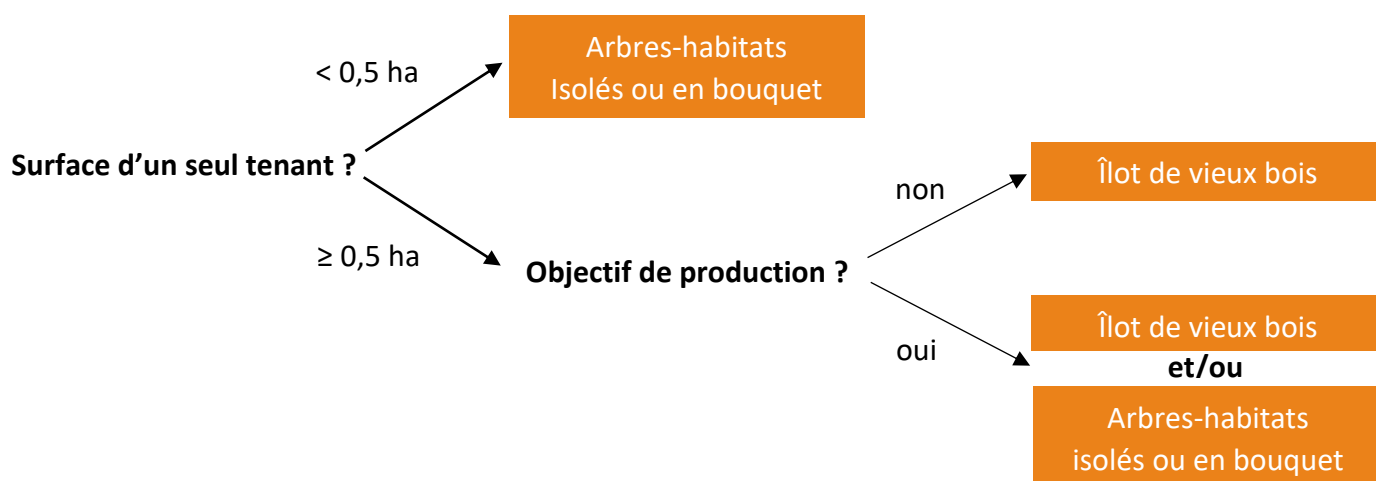 Arbres-habitats
Isolés ou en bouquet
< 0,5 ha
Surface d’un seul tenant ?
≥ 0,5 ha
Objectif de production ?
non
Îlot de vieux bois
oui
Îlot de vieux bois
et/ou
Arbres-habitats
isolés ou en bouquet